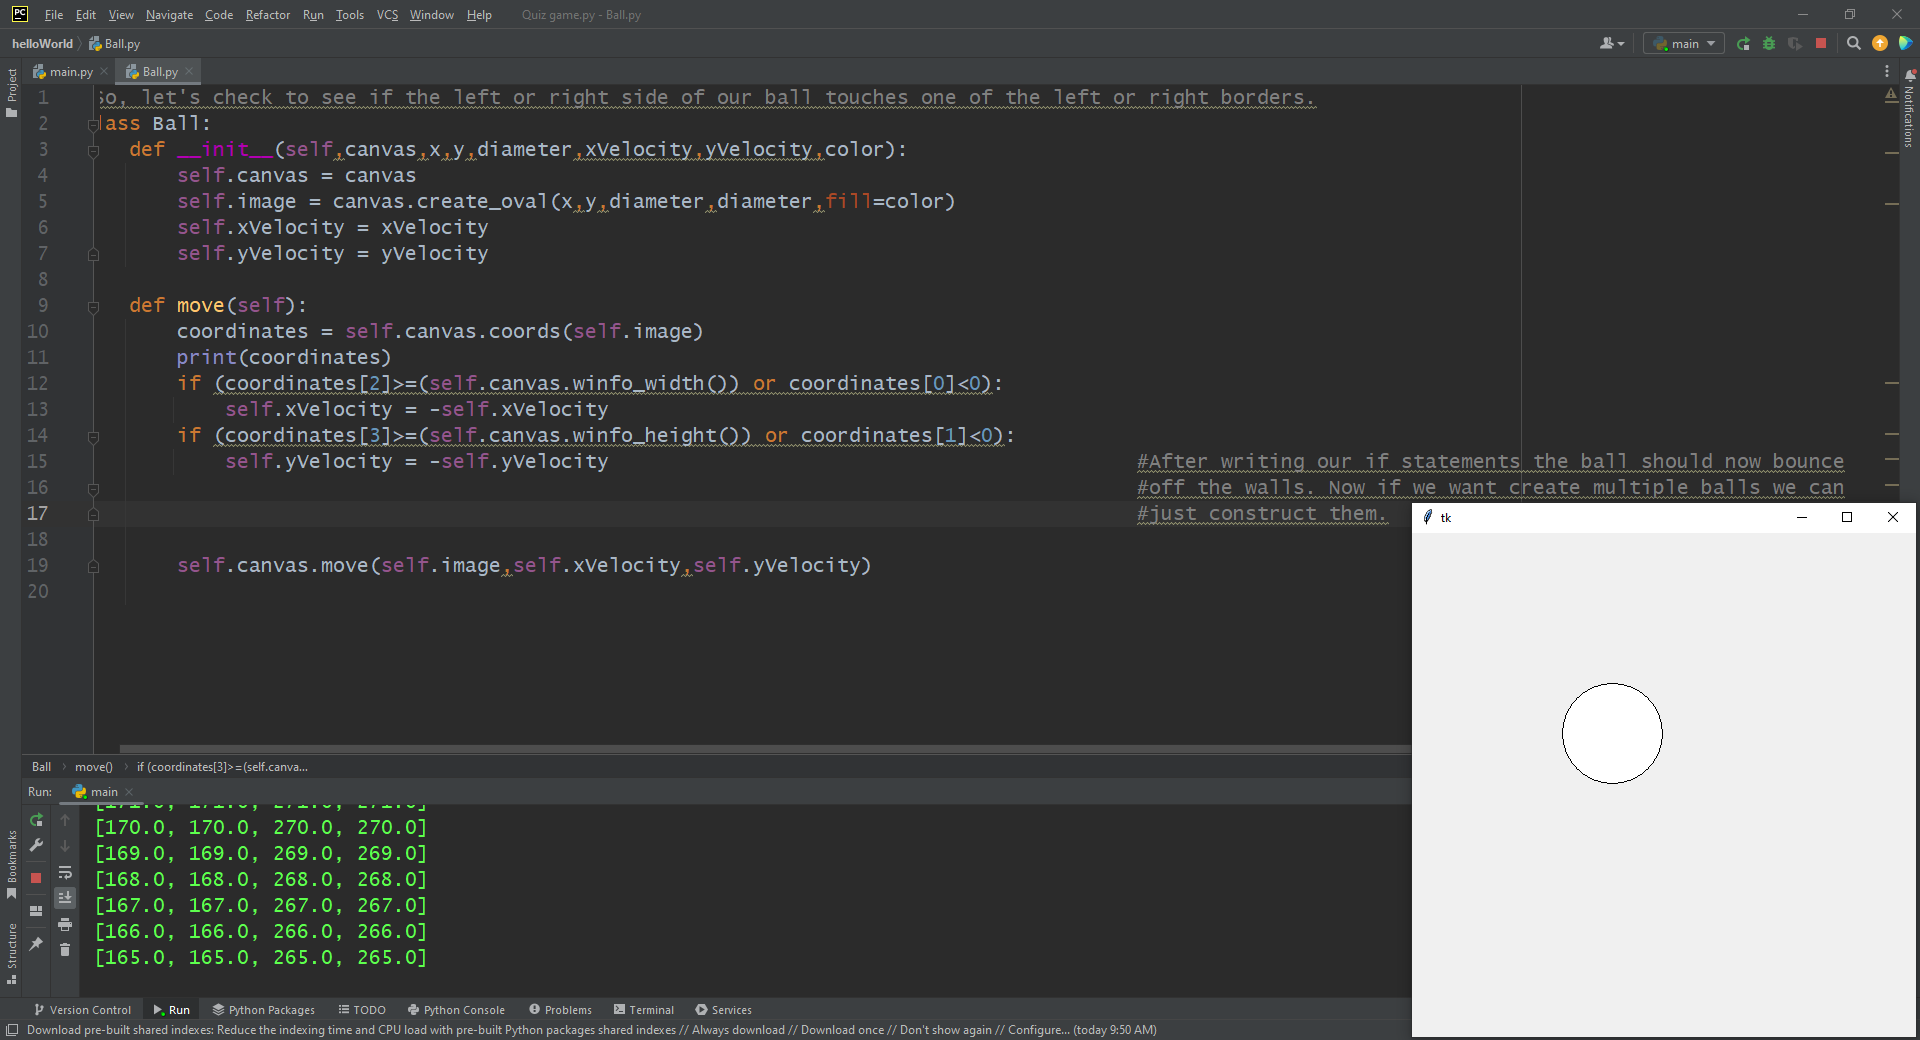 PC File Edit View Navigate Code Refactor Run Tools VCS Window Help Quiz game.py - Ball.py
helloWorld Ball.py main
main.py Ball.py
Project
Notifications
1 So, let's check to see if the left or right side of our ball touches one of the left or right borders.
2 lass Ball:
3 def __init__(self,canvas,x,y,diameter,xVelocity,yVelocity,color):
4 self.canvas = canvas
5 self.image = canvas.create_oval(x,y,diameter,diameter,fill=color)
6 self.xVelocity = xVelocity
7 self.yVelocity = yVelocity
8
9 def move(self):
10 coordinates = self.canvas.coords(self.image)
11 print(coordinates)
12 if (coordinates[2]>=(self.canvas.winfo_width()) or coordinates[0]<0):
13 self.xVelocity = -self.xVelocity
14 if (coordinates[3]>=(self.canvas.winfo_height()) or coordinates[1]<0):
15 self.yVelocity = -self.yVelocity #After writing our if statements the ball should now bounce
16 #off the walls. Now if we want create multiple balls we can
17 #just construct them.
18
19 self.canvas.move(self.image,self.xVelocity,self.yVelocity)
20
tk
Ball move() if (coordinates[3]>=(self.canva...
Run: main
[171.0, 171.0, 271.0, 271.0]
[170.0, 170.0, 270.0, 270.0]
[169.0, 169.0, 269.0, 269.0]
[168.0, 168.0, 268.0, 268.0]
[167.0, 167.0, 267.0, 267.0]
[166.0, 166.0, 266.0, 266.0]
[165.0, 165.0, 265.0, 265.0]
Bookmarks
Structure
Version Control Run Python Packages TODO Python Console Problems Terminal Services
Download pre-built shared indexes: Reduce the indexing time and CPU load with pre-built Python packages shared indexes // Always download // Download once // Don't show again // Configure... (today 9:50 AM)